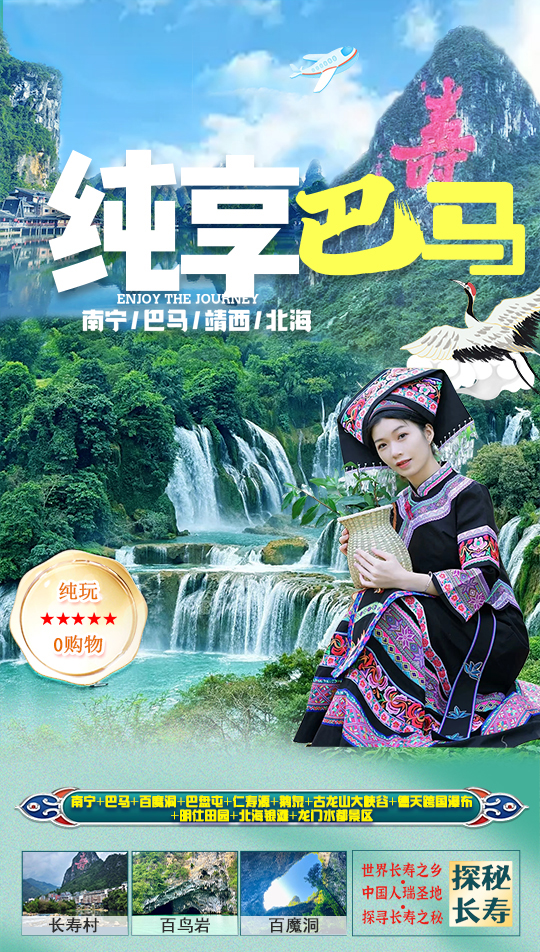 寿
纯享巴马
ENJOY THE JOURNEY
南宁/巴马/靖西/北海
纯玩
★★★★★
0购物
南宁+巴马+百魔洞+巴盘屯+仁寿源+鹅泉+古龙山大峡谷+德天跨国瀑布
+明仕田园+北海银滩+龙门水都景区
长寿村
百鸟岩
百魔洞
世界长寿之乡
中国人瑞圣地
探寻长寿之秘
探秘
长寿